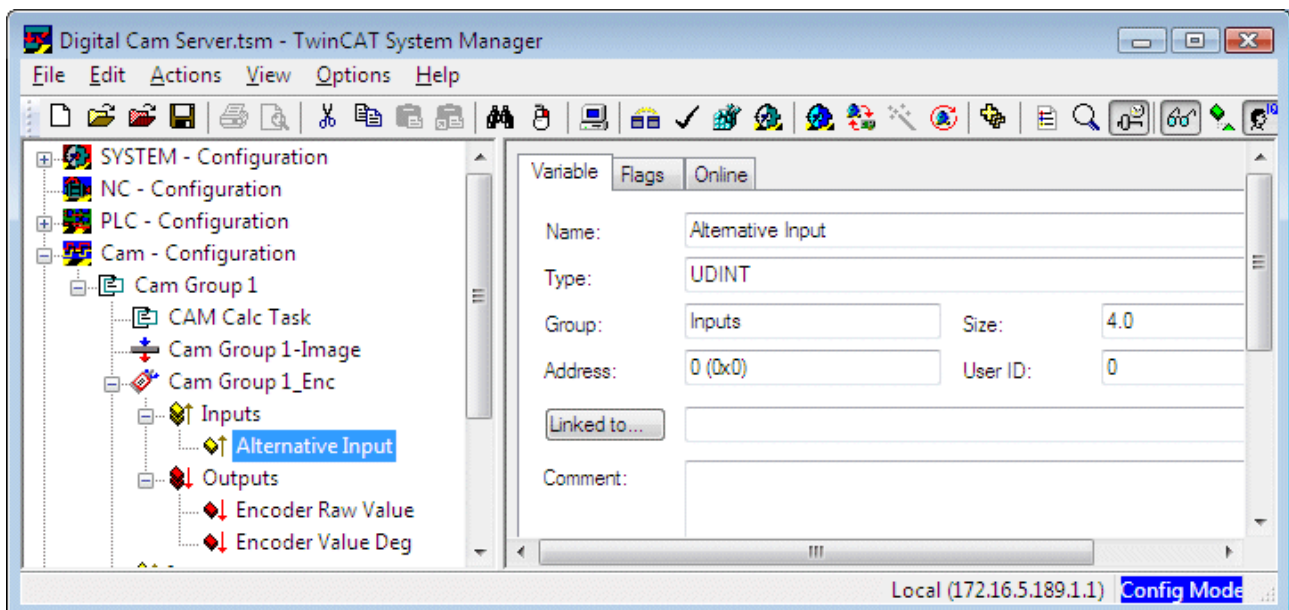 Digital Cam Server.tsm - TwinCAT System Manager
File Edit Actions View Options Help
SYSTEM - Configuration
NC - Configuration
PLC - Configuration
Cam - Configuration
Cam Group 1
CAM Calc Task
Cam Group 1-Image
Cam Group 1_Enc
Inputs
Alternative Input
Outputs
Encoder Raw Value
Encoder Value Deg
Variable Flags Online
Name: Alternative Input
Type: UDINT
Group: Inputs Size: 4.0
Address: 0 (0x0) User ID: 0
Linked to...
Comment:
Local (172.16.5.189.1.1) Config Mode